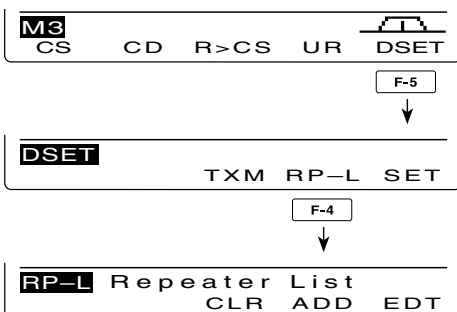 M3
CS CD R>CS UR DSET
F-5
DSET
TXM RP–L SET
F-4
RP–L Repeater List
CLR ADD EDT